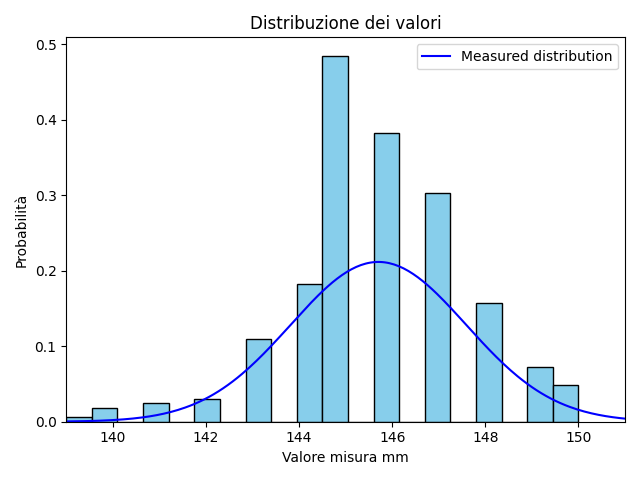 Distribuzione dei valori
Measured distribution
0.5
0.4
0.3
0.2
0.1
0.0
Probabilità
140 142 144 146 148 150
Valore misura mm